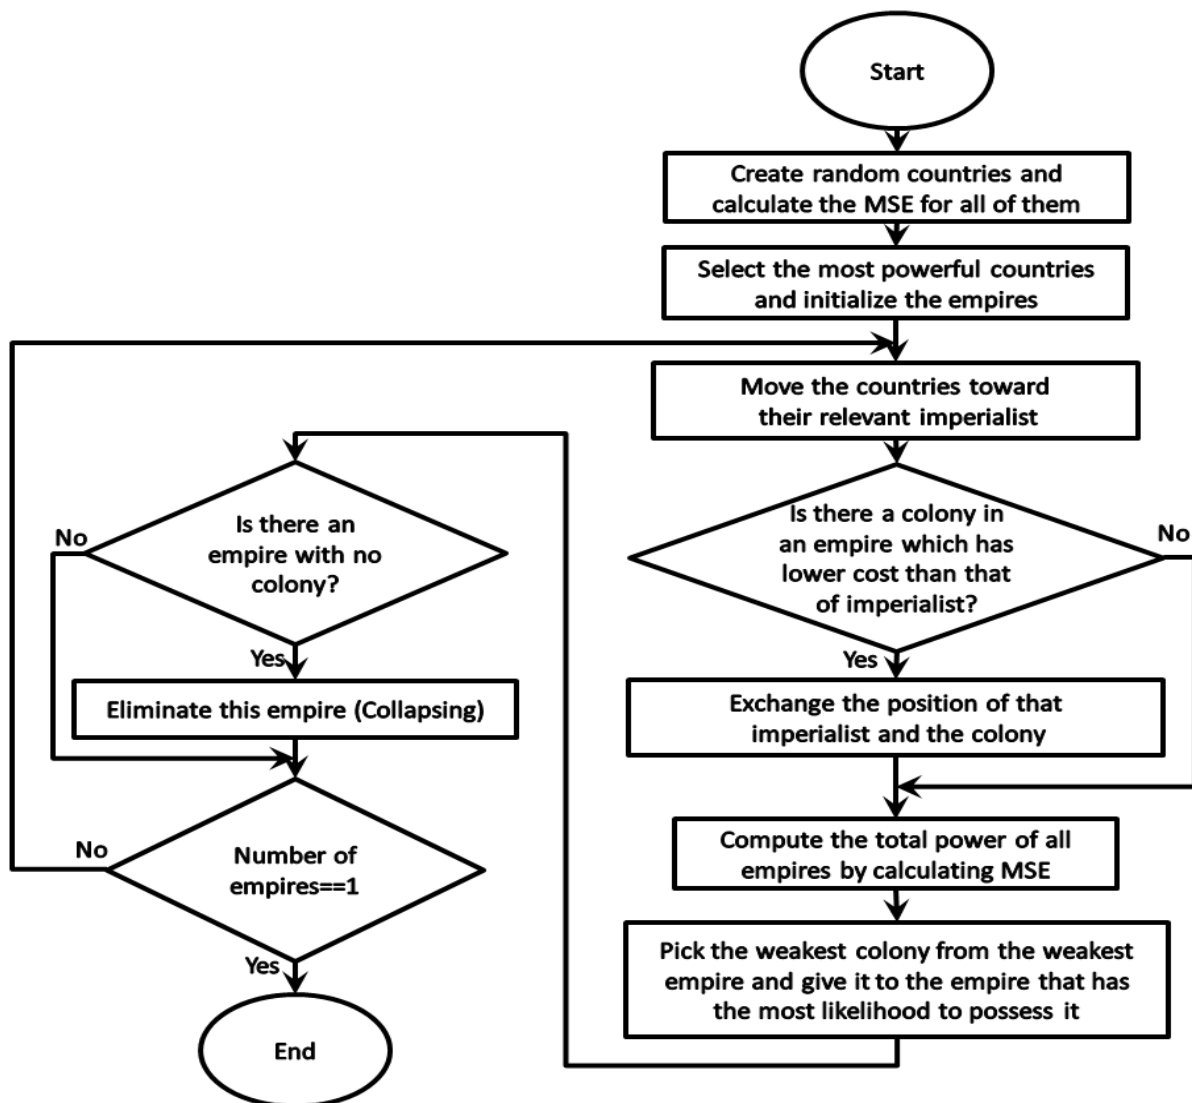 Start
Create random countries and
calculate the MSE for all of them
Select the most powerful countries
and initialize the empires
Move the countries toward
their relevant imperialist
Is there a colony in
an empire which has
lower cost than that
of imperialist?
No
Yes
Exchange the position of that
imperialist and the colony
Compute the total power of all
empires by calculating MSE
Pick the weakest colony from the weakest
empire and give it to the empire that has
the most likelihood to possess it
Is there an
empire with no
colony?
No
Yes
Eliminate this empire (Collapsing)
Number of
empires==1
No
Yes
End